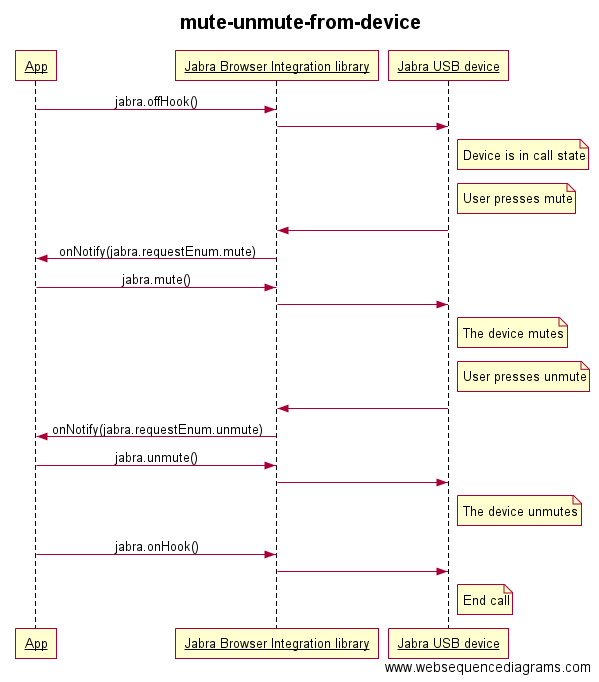 mute-unmute-from-device
App
Jabra Browser Integration library
Jabra USB device
jabra.offHook()
Device is in call state
User presses mute
onNotify(jabra.requestEnum.mute)
jabra.mute()
The device mutes
User presses unmute
onNotify(jabra.requestEnum.unmute)
jabra.unmute()
The device unmutes
jabra.onHook()
End call
App
Jabra Browser Integration library
Jabra USB device
www.websequencediagrams.com